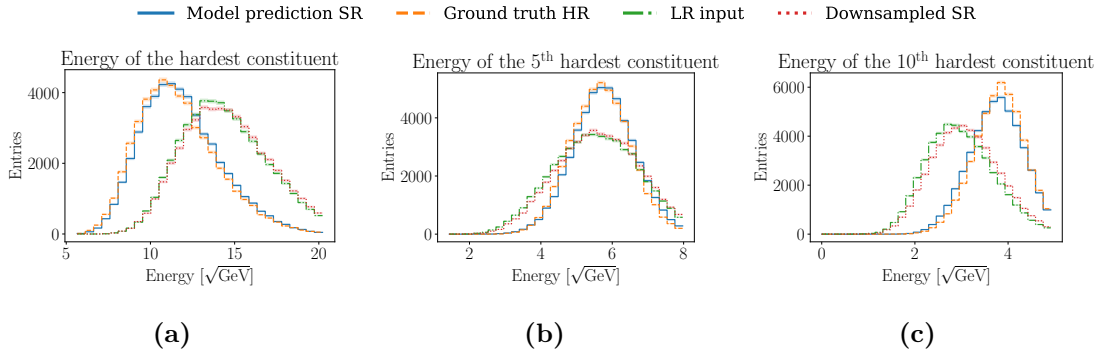 Model prediction SR Ground truth HR LR input Downsampled SR
Energy of the hardest constituent
Entries
4000
2000
0
5 10 15 20
Energy [√GeV]
(a)
Energy of the 5th hardest constituent
Entries
4000
2000
0
2 4 6 8
Energy [√GeV]
(b)
Energy of the 10th hardest constituent
Entries
6000
4000
2000
0
0 2 4
Energy [√GeV]
(c)